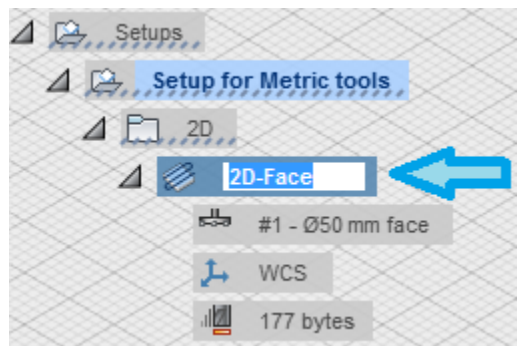 Setups
Setup for Metric tools
2D
2D-Face
#1 - Ø50 mm face
WCS
177 bytes